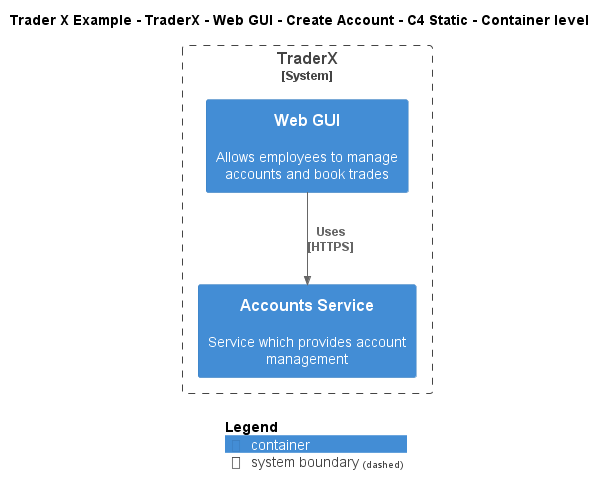 Trader X Example - TraderX - Web GUI - Create Account - C4 Static - Container level
TraderX
[System]
Web GUI
Allows employees to manage
accounts and book trades
Uses
[HTTPS]
Accounts Service
Service which provides account
management
Legend
container
system boundary (dashed)